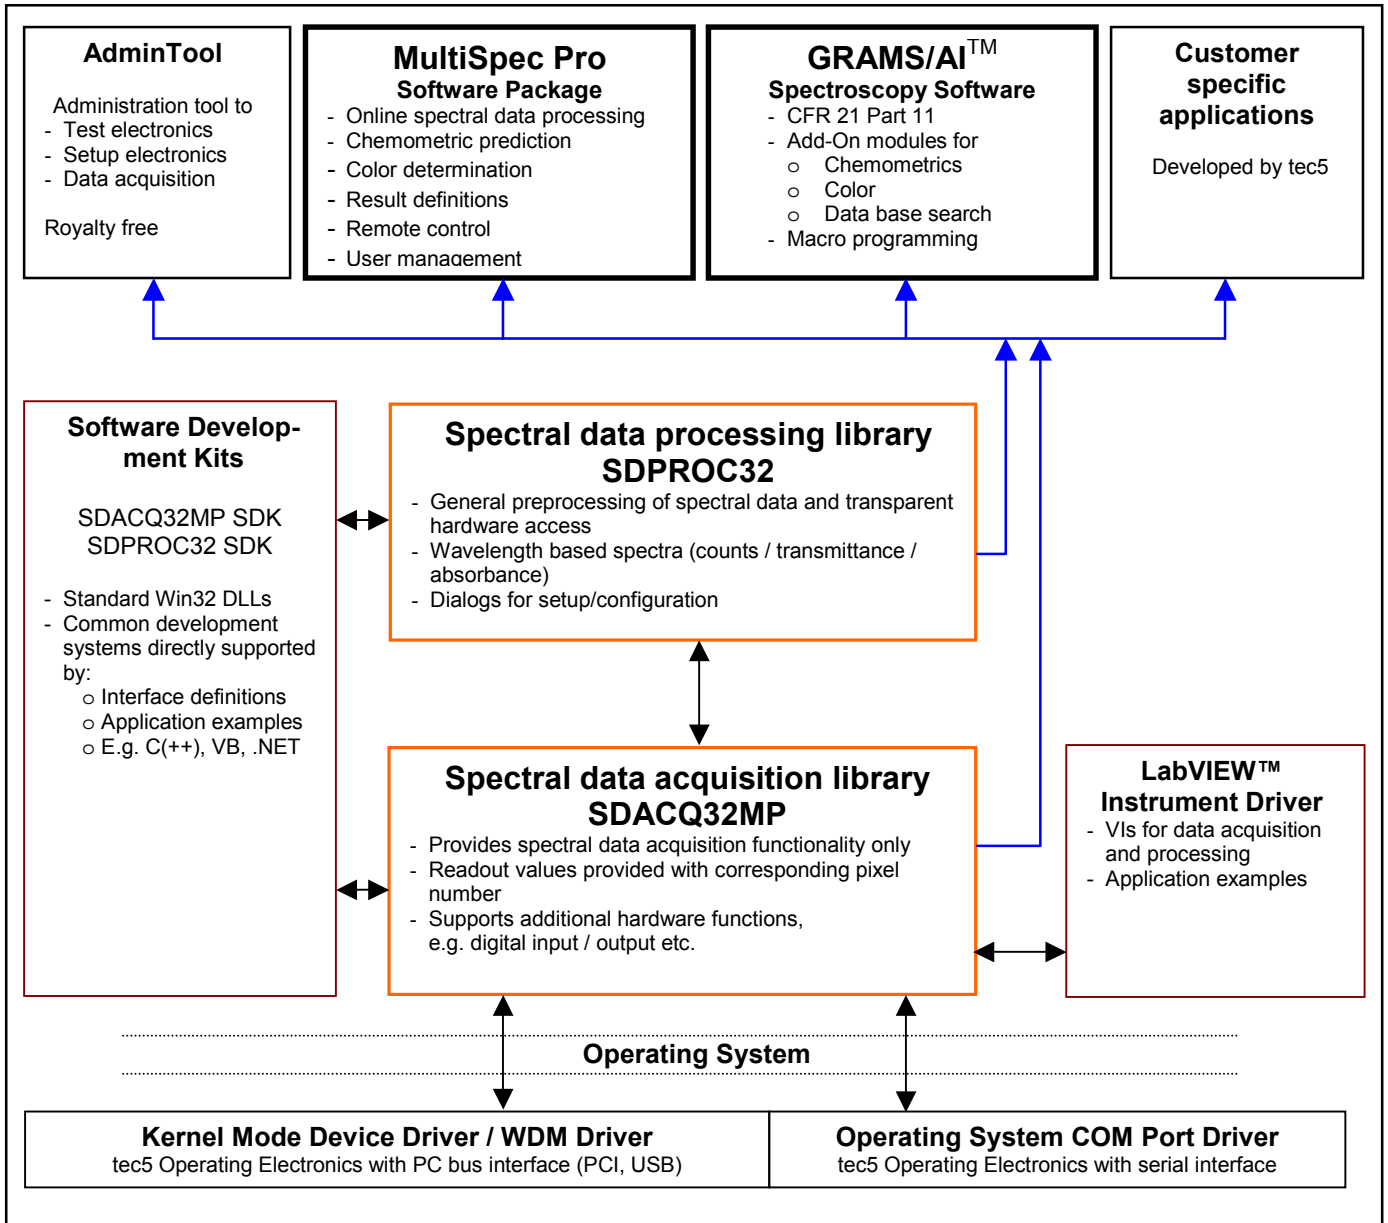 AdminTool
Administration tool to
- Test electronics
- Setup electronics
- Data acquisition
Royalty free
MultiSpec Pro
Software Package
- Online spectral data processing
- Chemometric prediction
- Color determination
- Result definitions
- Remote control
- User management
GRAMS/AI™
Spectroscopy Software
- CFR 21 Part 11
- Add-On modules for
o Chemometrics
o Color
o Data base search
- Macro programming
Customer
specific
applications
Developed by tec5
Software Develop-
ment Kits
SDACQ32MP SDK
SDPROC32 SDK
- Standard Win32 DLLs
- Common development
systems directly supported
by:
o Interface definitions
o Application examples
o E.g. C(++), VB, .NET
Spectral data processing library
SDPROC32
- General preprocessing of spectral data and transparent
hardware access
- Wavelength based spectra (counts / transmittance /
absorbance)
- Dialogs for setup/configuration
Spectral data acquisition library
SDACQ32MP
- Provides spectral data acquisition functionality only
- Readout values provided with corresponding pixel
number
- Supports additional hardware functions,
e.g. digital input / output etc.
LabVIEW™
Instrument Driver
- VIs for data acquisition
and processing
- Application examples
Operating System
Kernel Mode Device Driver / WDM Driver
tec5 Operating Electronics with PC bus interface (PCI, USB)
Operating System COM Port Driver
tec5 Operating Electronics with serial interface